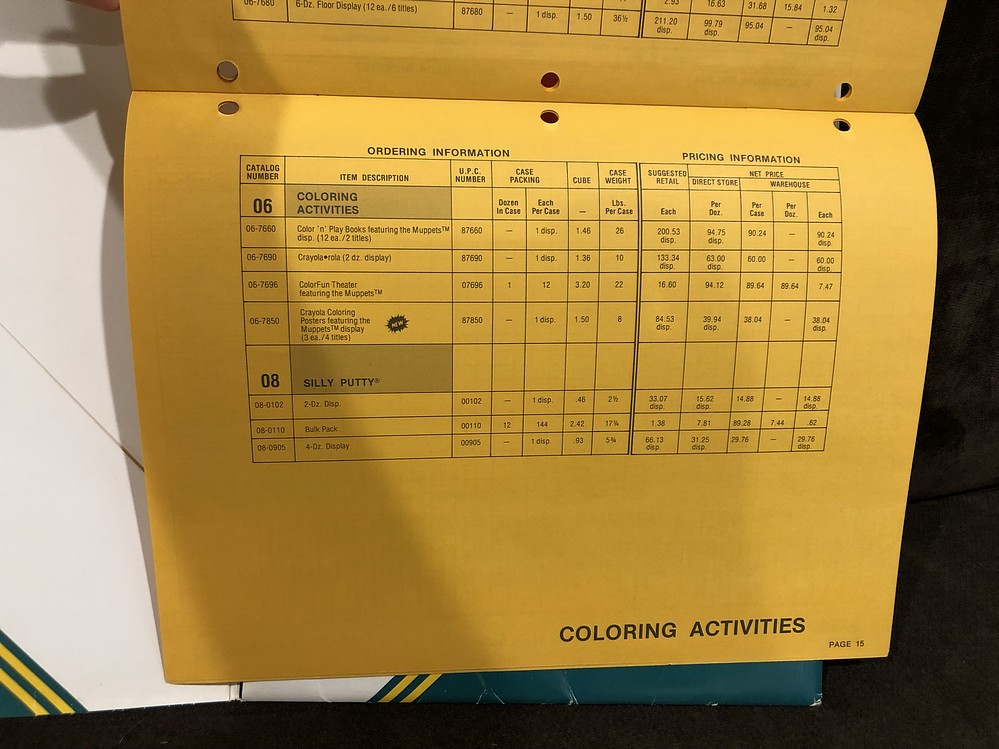 06-7680 6-Dz. Floor Display (12 ea./6 titles) 87680 — 1 disp. 1.50 36½ 2.93 16.63 31.68 15.84 1.32
211.20 disp. 99.79 disp. 95.04 — 95.04 disp.
ORDERING INFORMATION PRICING INFORMATION
CATALOG NUMBER ITEM DESCRIPTION U.P.C. NUMBER CASE PACKING CUBE CASE WEIGHT SUGGESTED RETAIL NET PRICE
DIRECT STORE WAREHOUSE
06 COLORING ACTIVITIES Dozen In Case Each Per Case — Lbs. Per Case Each Per Doz. Per Case Per Doz. Each
06-7660 Color 'n' Play Books featuring the Muppets™ 87660 — 1 disp. 1.46 26 200.53 94.75 90.24 — 90.24
disp. (12 ea./2 titles) disp. disp. disp.
06-7690 Crayola•rola (2 dz. display) 87690 — 1 disp. 1.36 10 133.34 63.00 60.00 — 60.00
disp. disp. disp.
06-7696 ColorFun Theater 07696 1 12 3.20 22 16.60 94.12 89.64 89.64 7.47
featuring the Muppets™
06-7850 Crayola Coloring
Posters featuring the NEW 87850 — 1 disp. 1.50 8 84.53 39.94 38.04 — 38.04
Muppets™ display disp. disp. disp.
(3 ea./4 titles)
08 SILLY PUTTY®
08-0102 2-Dz. Disp. 00102 — 1 disp. .46 2½ 33.07 15.62 14.88 — 14.88
disp. disp. disp.
08-0110 Bulk Pack 00110 12 144 2.42 17¼ 1.38 7.81 89.28 7.44 .62
08-0905 4-Dz. Display 00905 — 1 disp. .93 5¾ 66.13 31.25 29.76 — 29.76
disp. disp. disp.
COLORING ACTIVITIES
PAGE 15